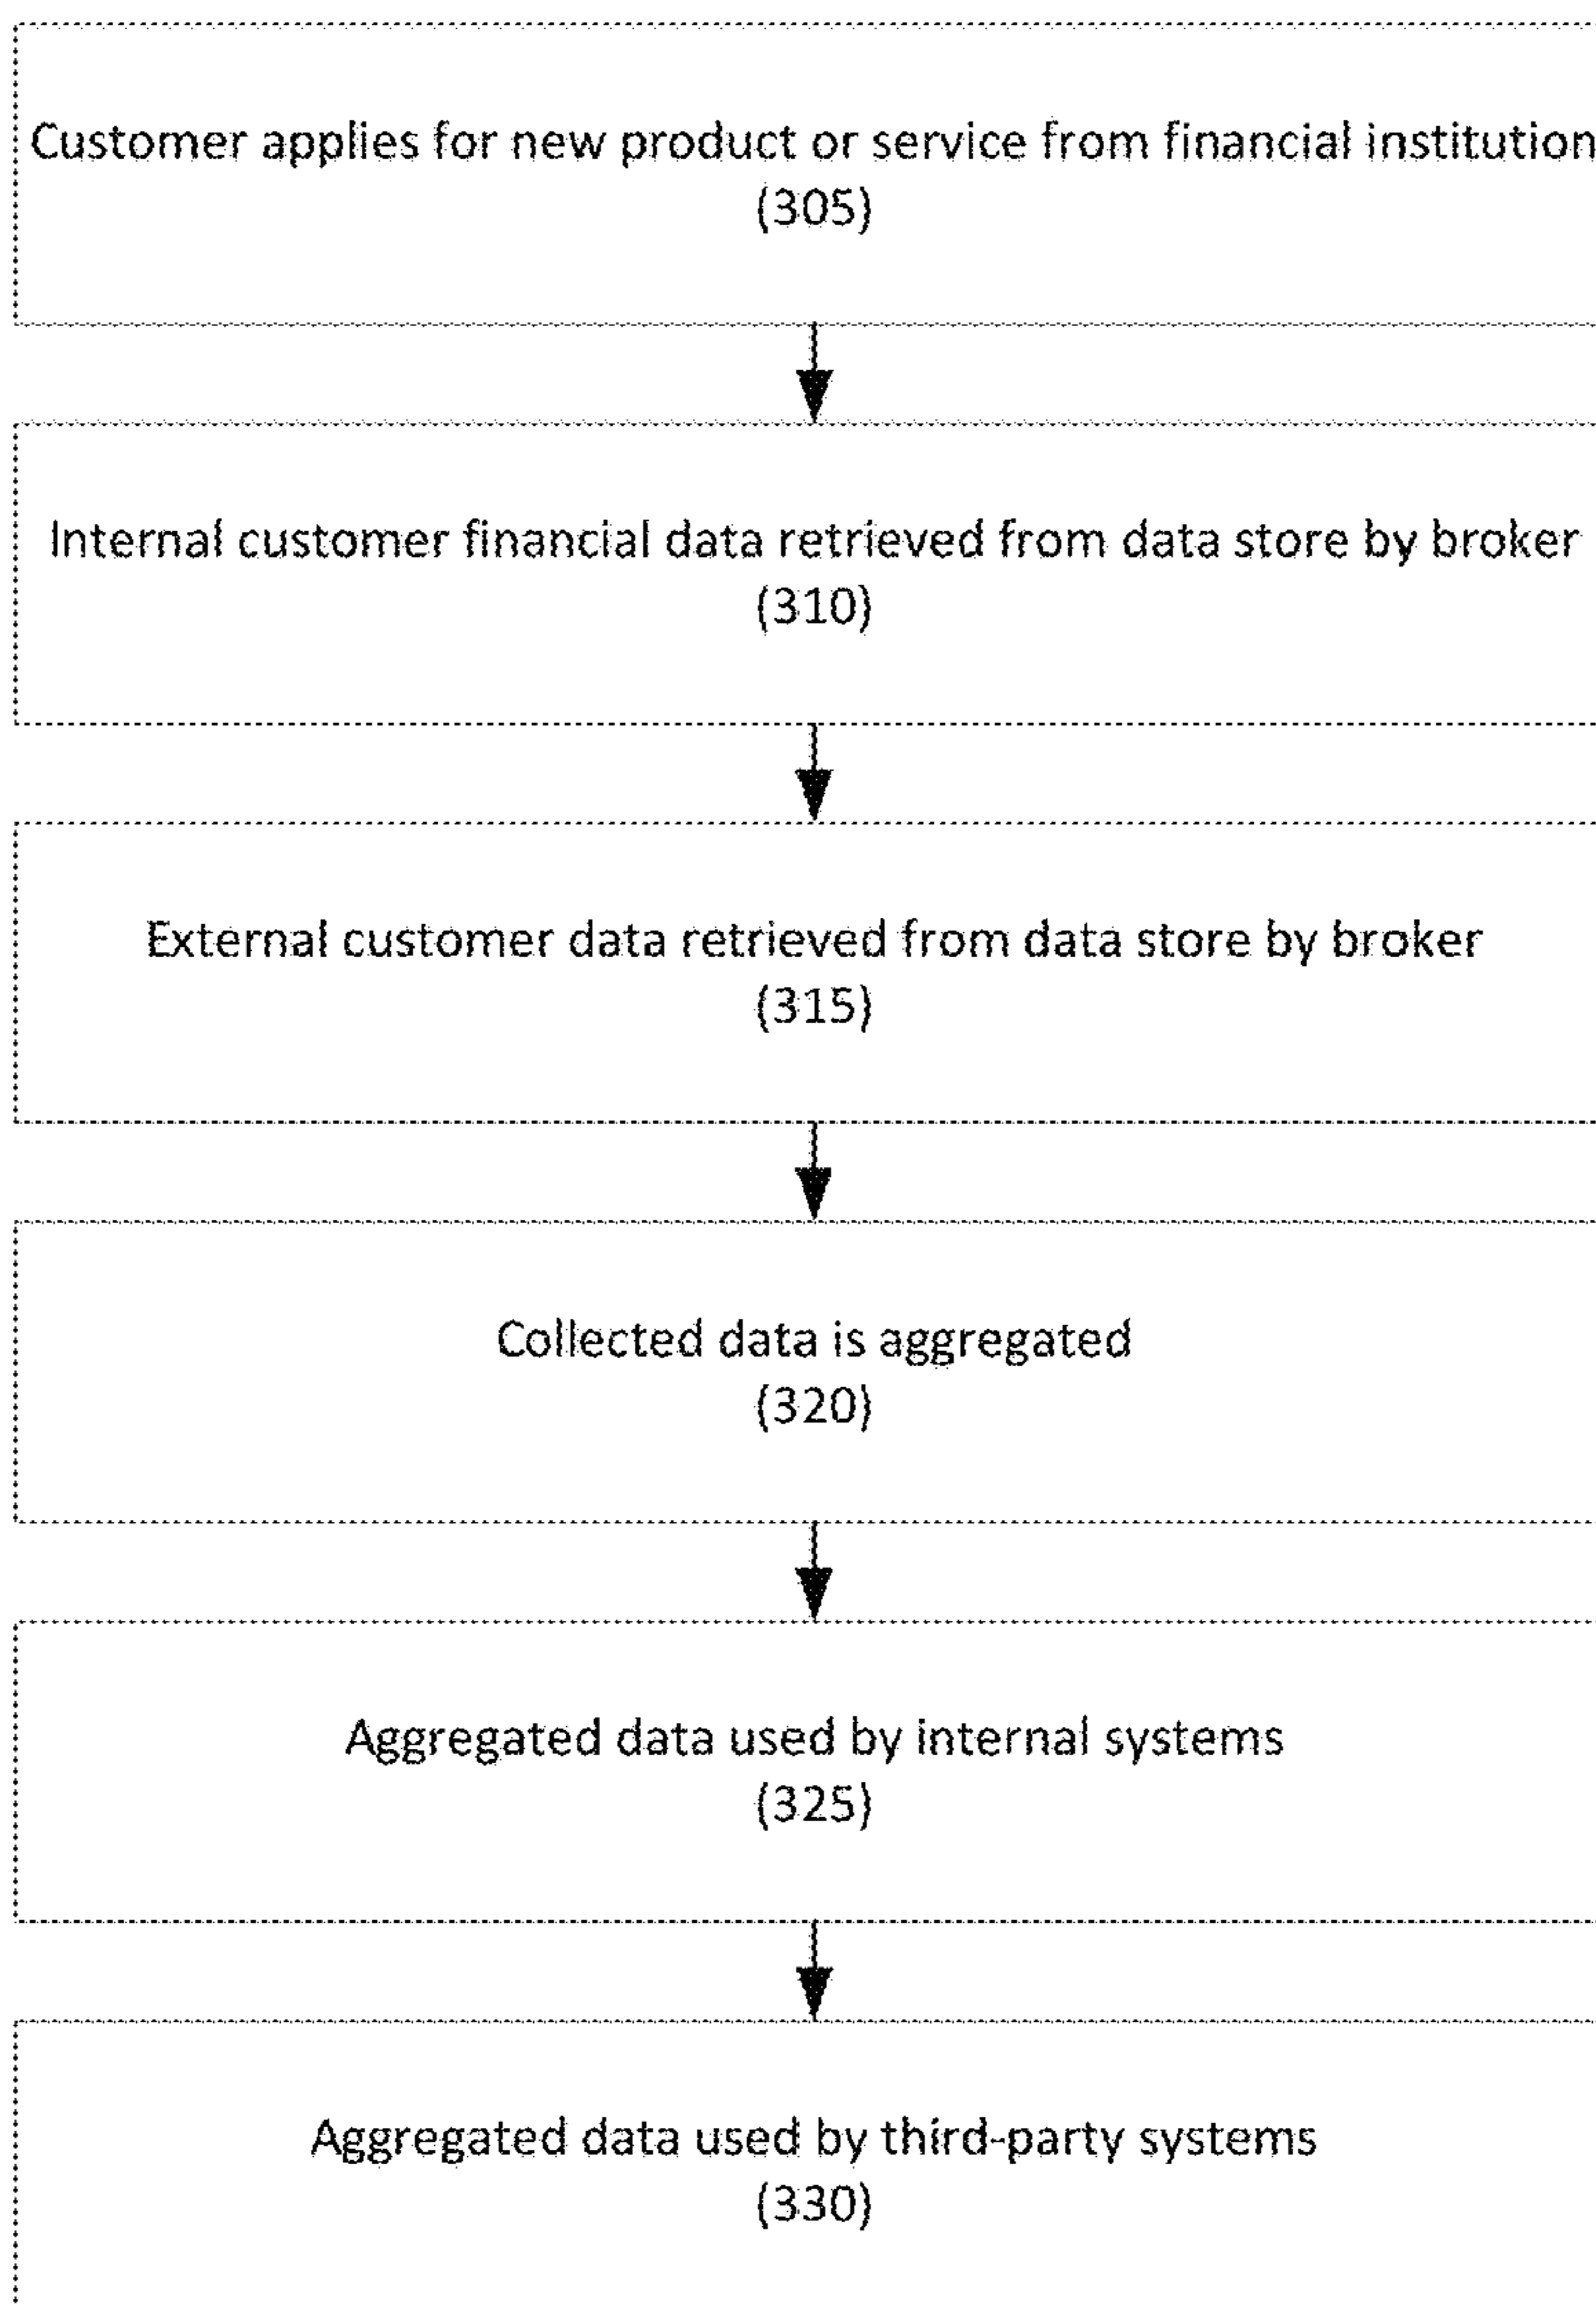 Customer applies for new product or service from financial institution
(305)
Internal customer financial data retrieved from data store by broker
(310)
External customer data retrieved from data store by broker
(315)
Collected data is aggregated
(320)
Aggregated data used by internal systems
(325)
Aggregated data used by third-party systems
(330)